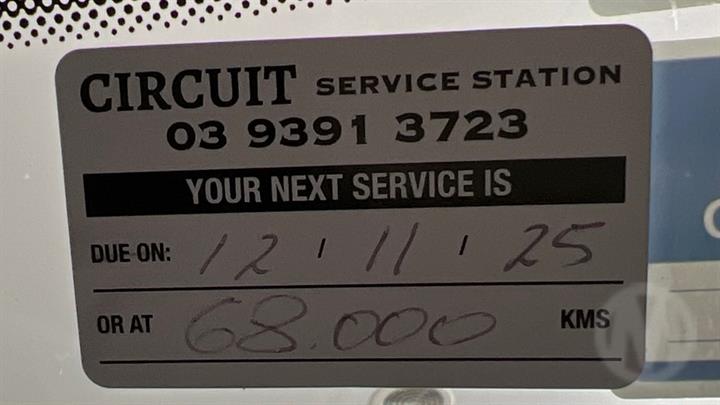 CIRCUIT SERVICE STATION
03 9391 3723
YOUR NEXT SERVICE IS
DUE ON: 12 / 11 / 25
OR AT 68.000 KMS